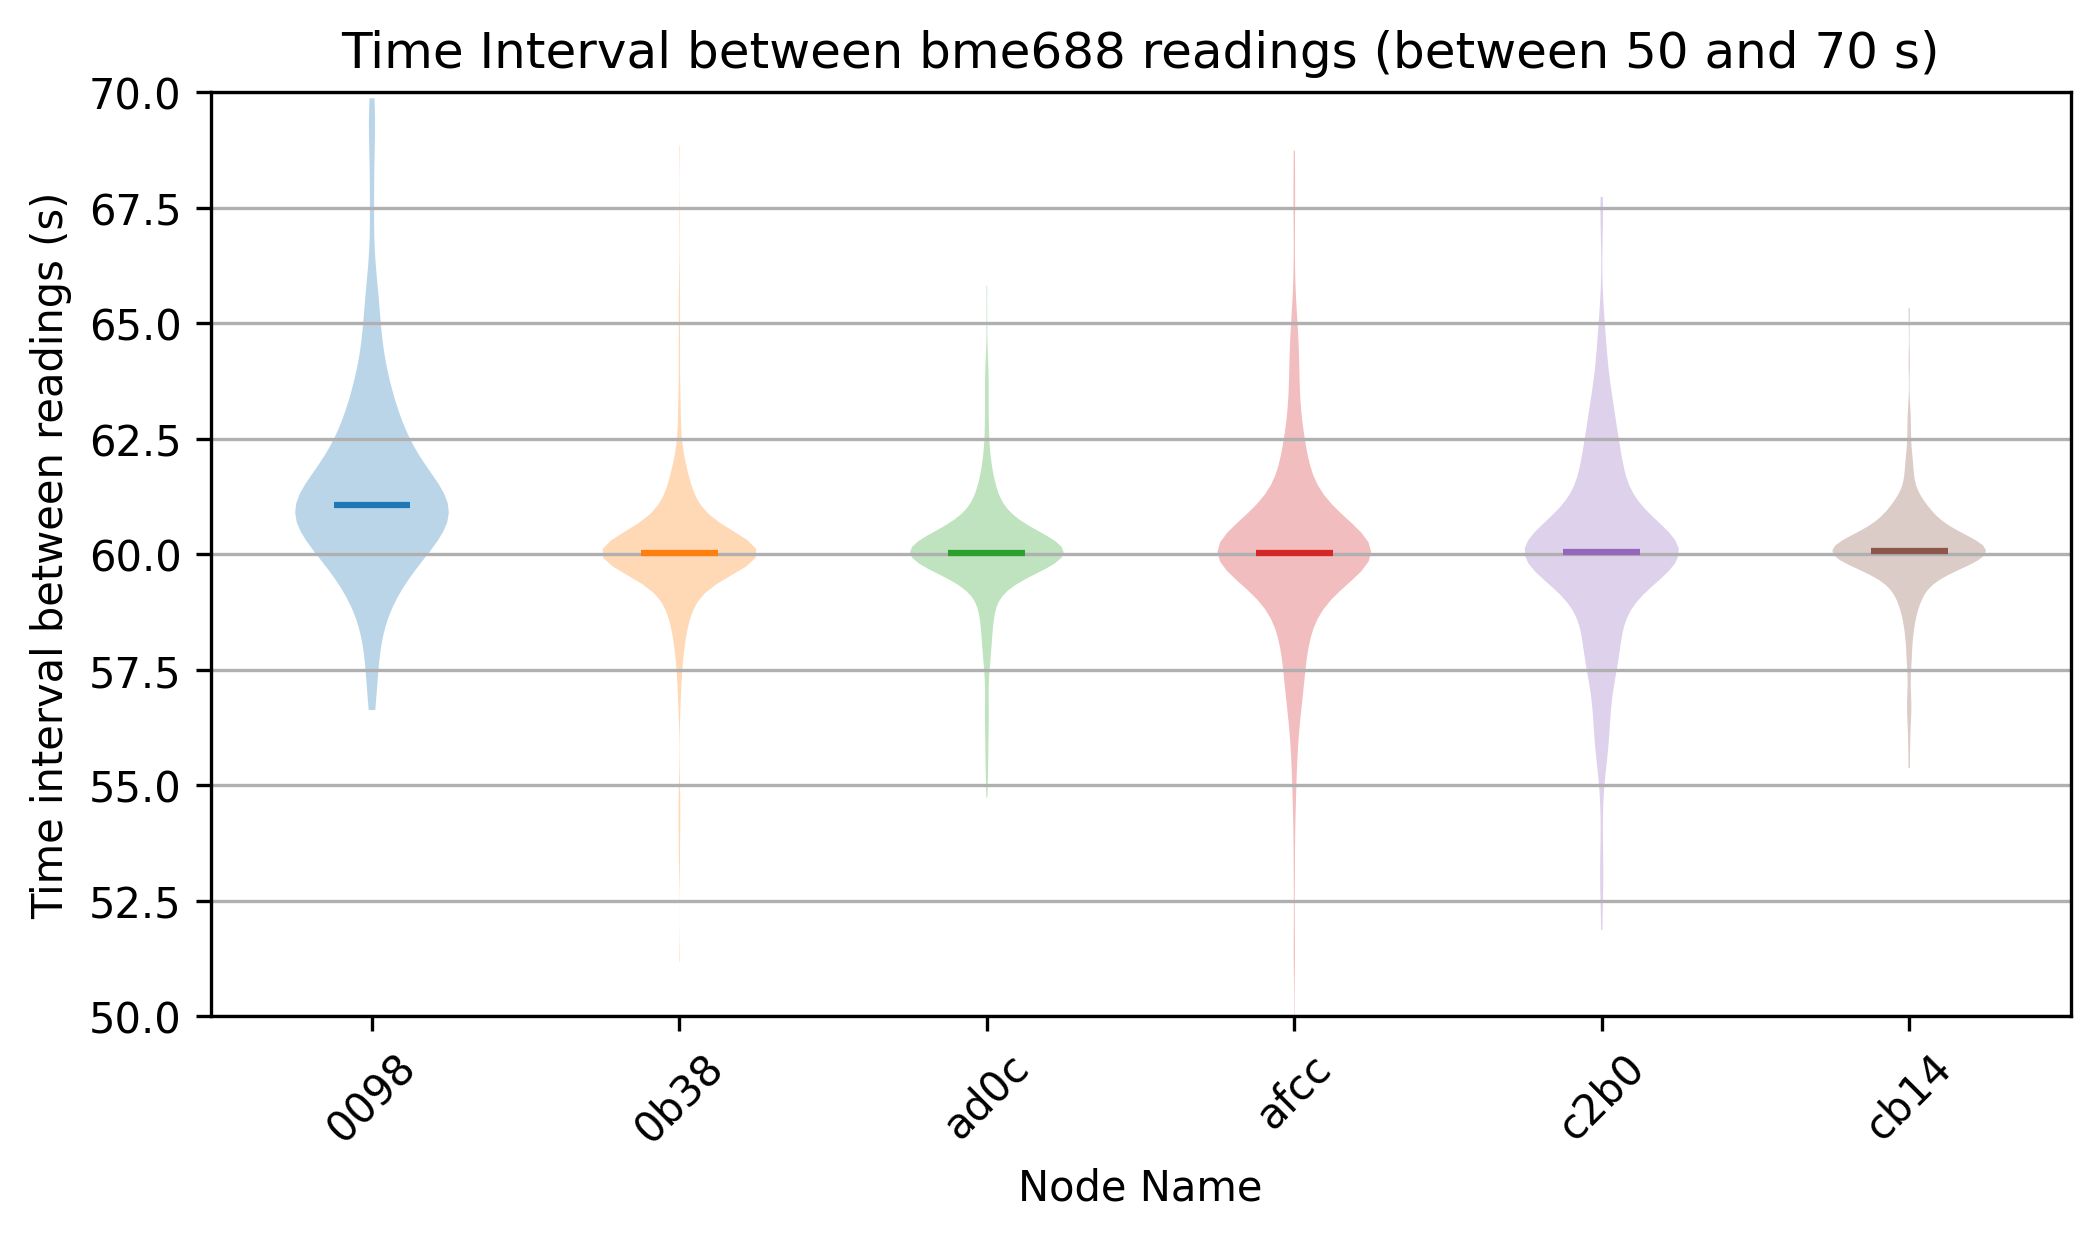 Time Interval between bme688 readings (between 50 and 70 s)
Time interval between readings (s)
70.0
67.5
65.0
62.5
60.0
57.5
55.0
52.5
50.0
0098
0b38
ad0c
afcc
c2b0
cb14
Node Name